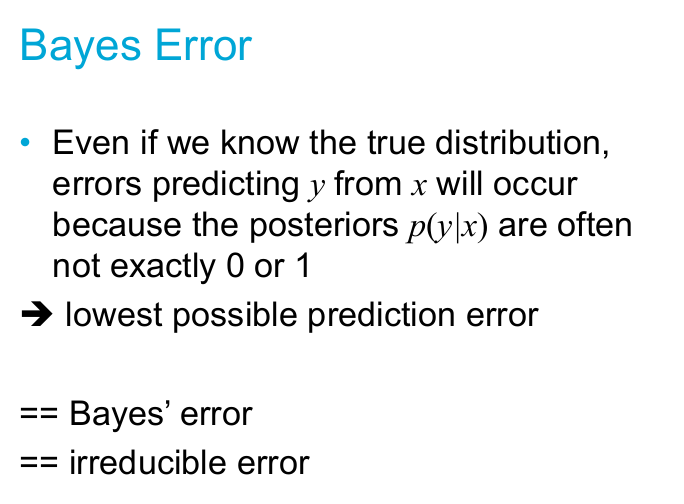 Bayes Error
• Even if we know the true distribution,
errors predicting y from x will occur
because the posteriors p(y|x) are often
not exactly 0 or 1
➔ lowest possible prediction error
== Bayes’ error
== irreducible error